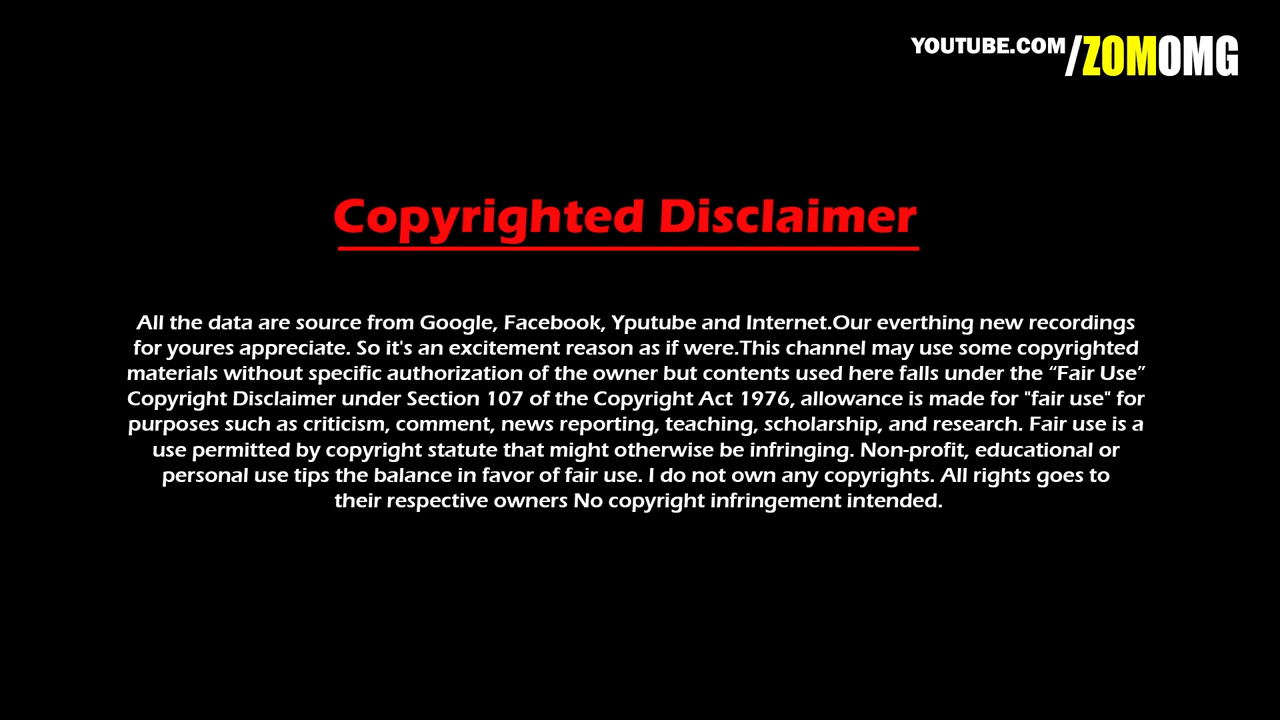 YOUTUBE.COM/ZOMOMG
Copyrighted Disclaimer
All the data are source from Google, Facebook, Yputube and Internet.Our everthing new recordings
for youres appreciate. So it's an excitement reason as if were.This channel may use some copyrighted
materials without specific authorization of the owner but contents used here falls under the “Fair Use”
Copyright Disclaimer under Section 107 of the Copyright Act 1976, allowance is made for "fair use" for
purposes such as criticism, comment, news reporting, teaching, scholarship, and research. Fair use is a
use permitted by copyright statute that might otherwise be infringing. Non-profit, educational or
personal use tips the balance in favor of fair use. I do not own any copyrights. All rights goes to
their respective owners No copyright infringement intended.